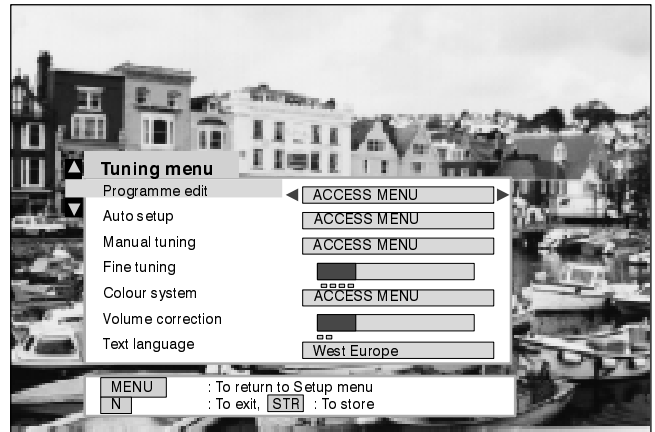 Tuning menu
Programme edit ACCESS MENU
Auto setup ACCESS MENU
Manual tuning ACCESS MENU
Fine tuning
Colour system ACCESS MENU
Volume correction
Text language West Europe
MENU : To return to Setup menu
N : To exit, STR : To store